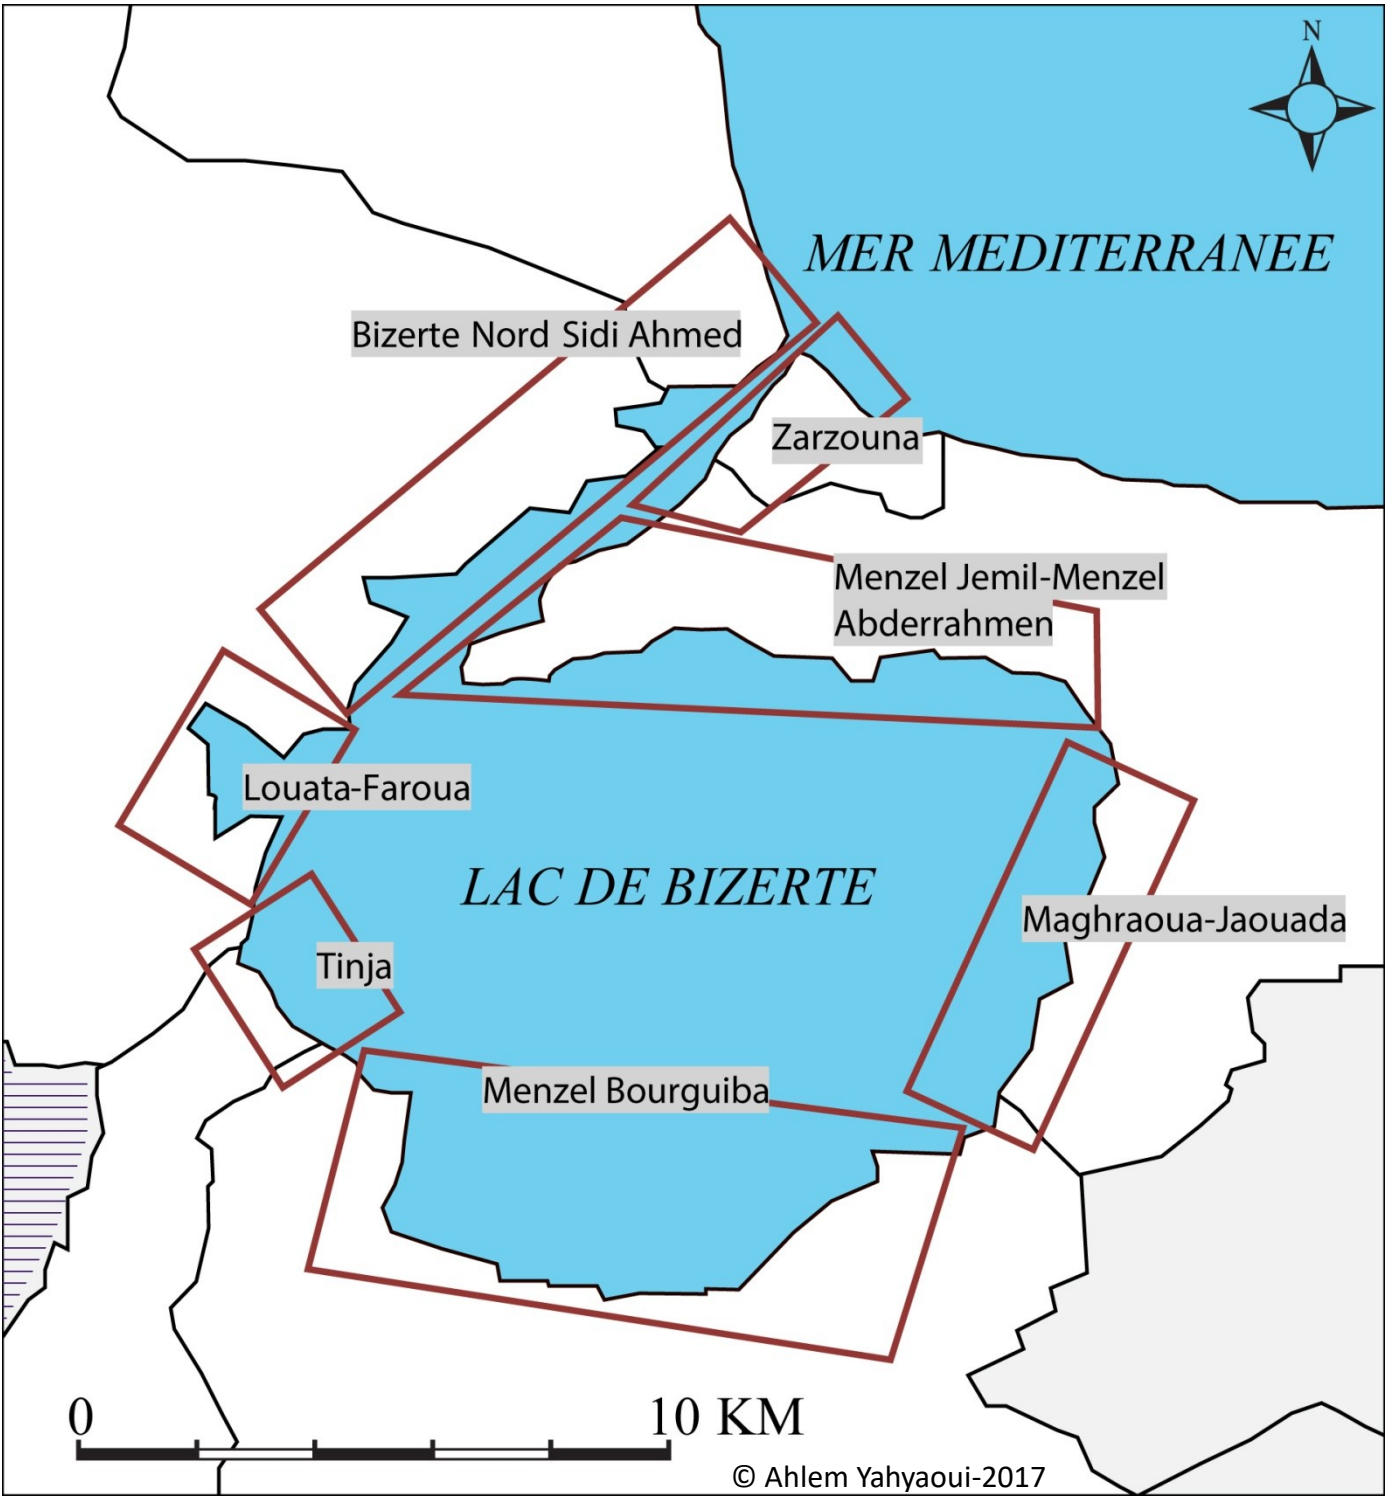 N
MER MEDITERRANEE
Bizerte Nord Sidi Ahmed
Zarzouna
Menzel Jemil-Menzel
Abderrahmen
Louata-Faroua
LAC DE BIZERTE
Maghraoua-Jaouada
Tinja
Menzel Bourguiba
0 10 KM
© Ahlem Yahyaoui-2017